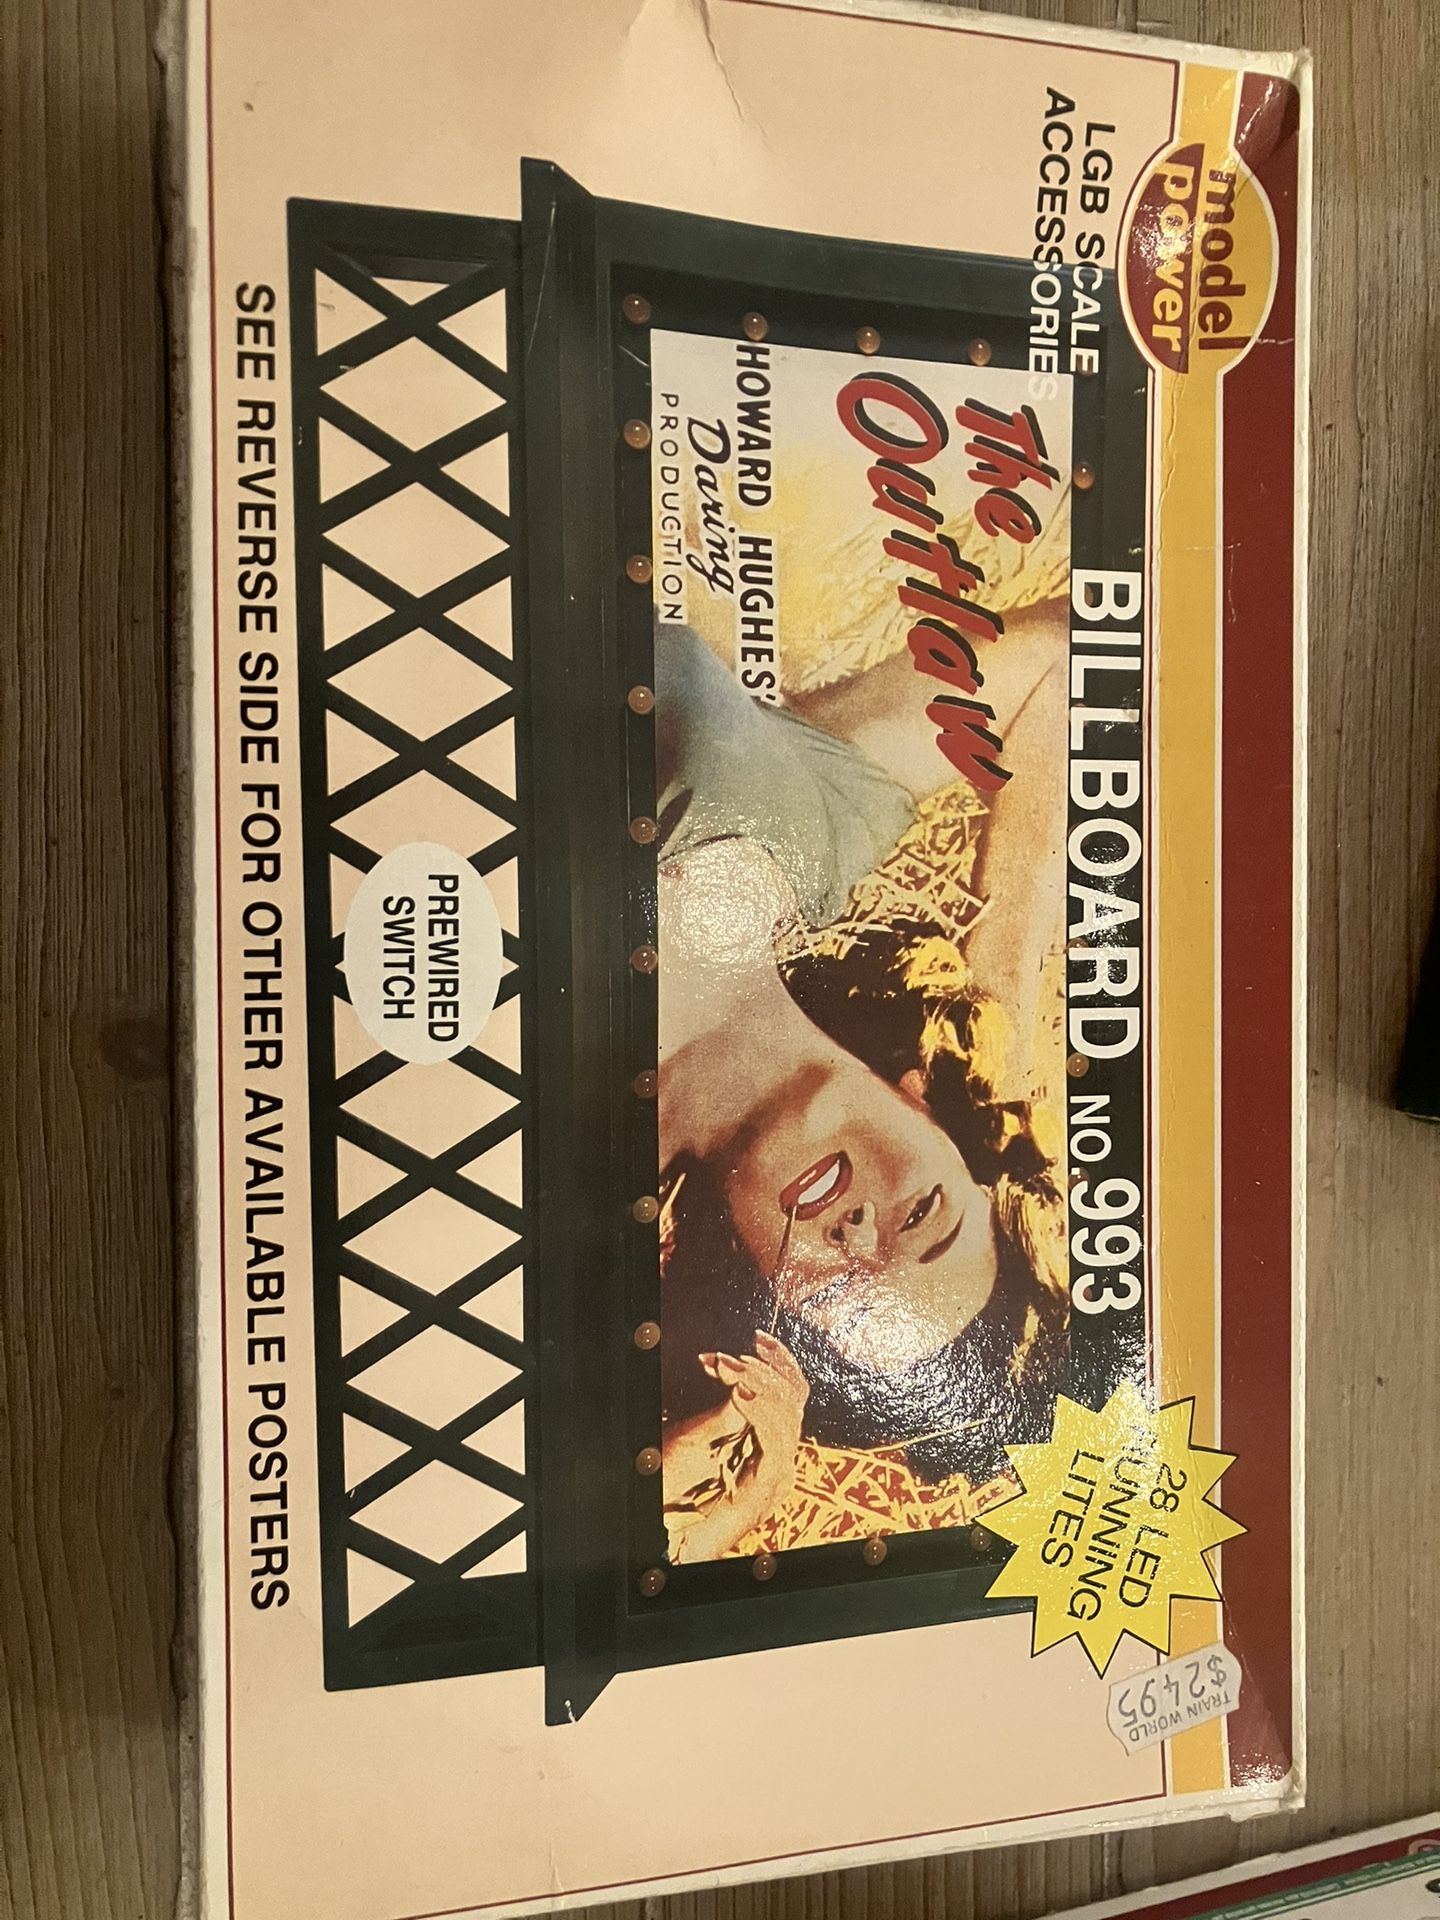 model
power
LGB SCALE
ACCESSORIES
BILLBOARD NO. 993
28 LED
RUNNING
LITES
TRAIN WORLD
$24.95
The
Outlaw
HOWARD HUGHES'
Daring
PRODUCTION
PREWIRED
SWITCH
SEE REVERSE SIDE FOR OTHER AVAILABLE POSTERS